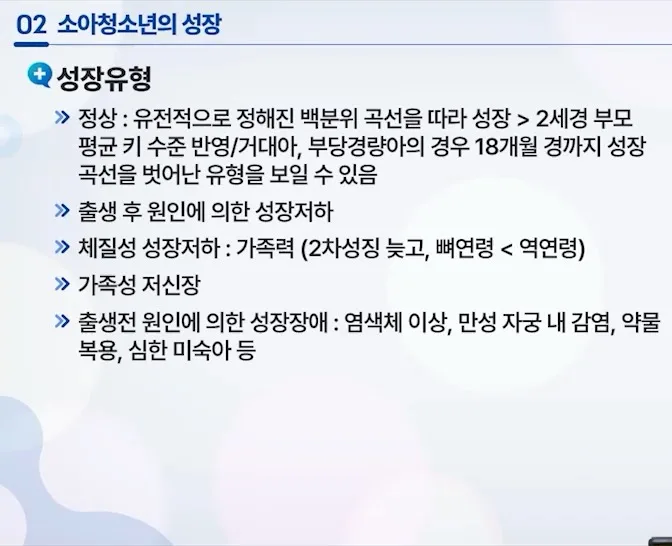 02 소아청소년의 성장
성장유형
» 정상 : 유전적으로 정해진 백분위 곡선을 따라 성장 > 2세경 부모
평균 키 수준 반영/거대아, 부당경량아의 경우 18개월 경까지 성장
곡선을 벗어난 유형을 보일 수 있음
» 출생 후 원인에 의한 성장저하
» 체질성 성장저하 : 가족력 (2차성징 늦고, 뼈연령 < 역연령)
» 가족성 저신장
» 출생전 원인에 의한 성장장애 : 염색체 이상, 만성 자궁 내 감염, 약물
복용, 심한 미숙아 등